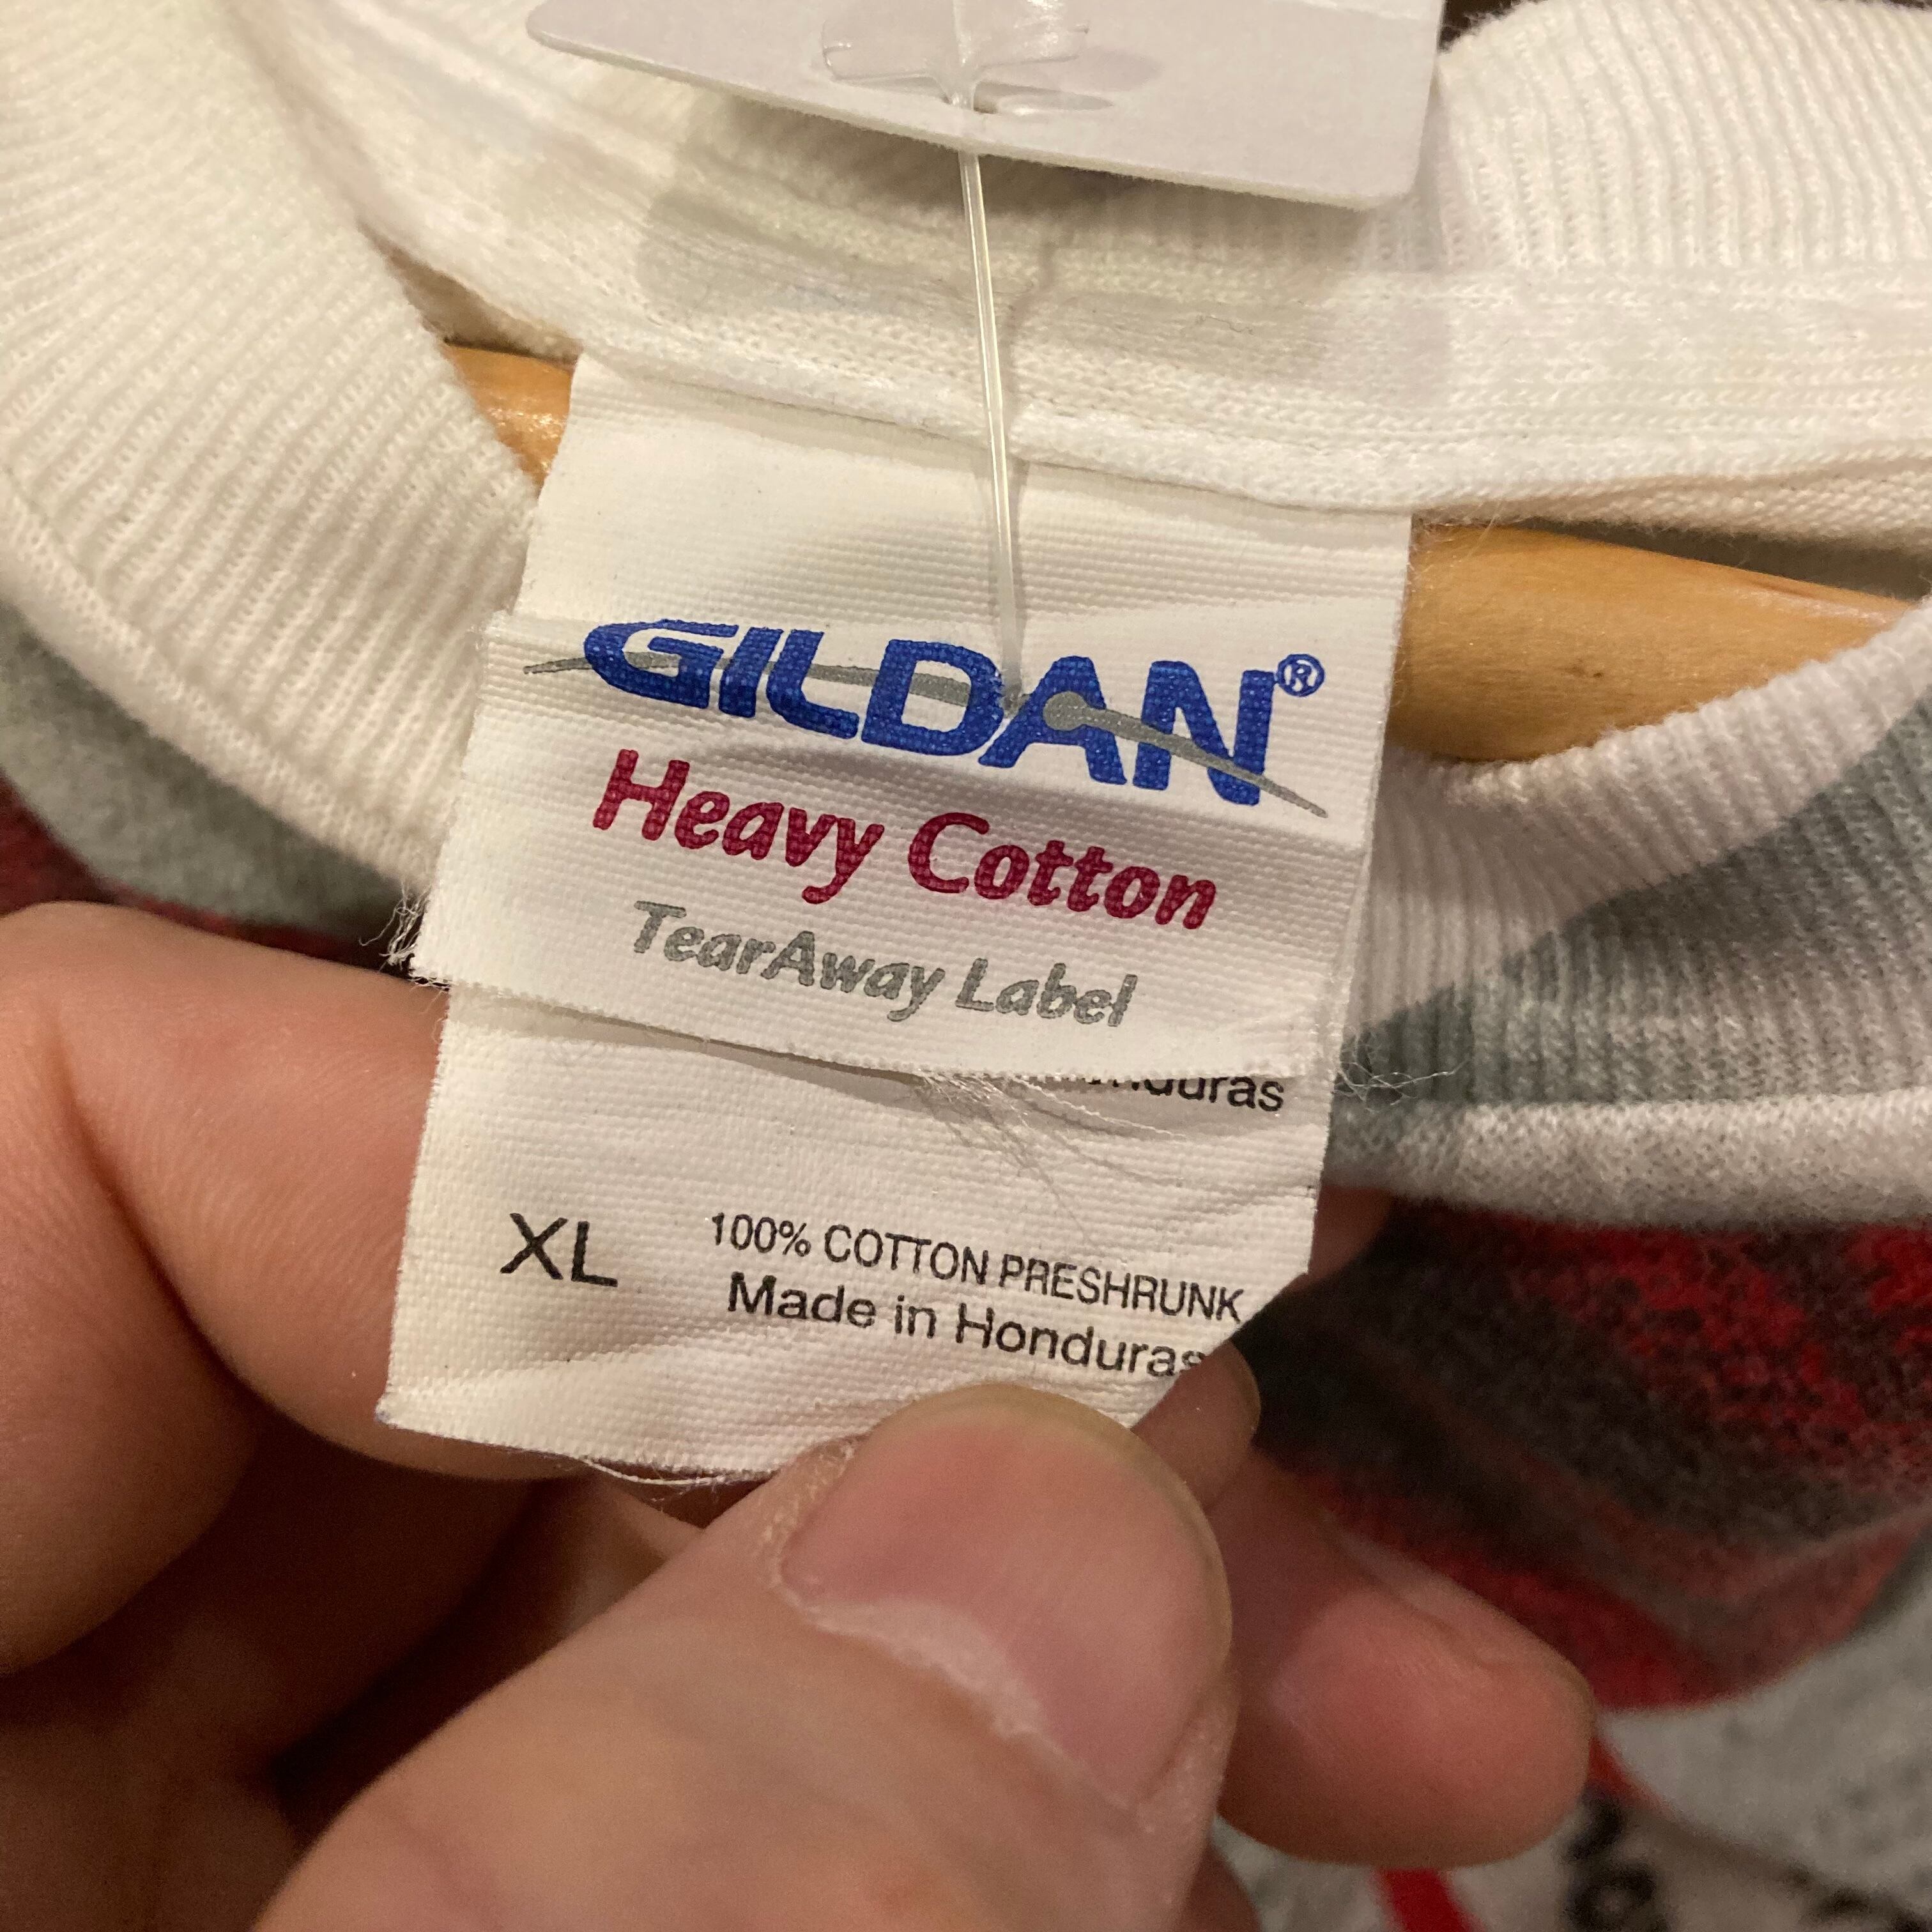 GILDAN®
Heavy Cotton
TearAway Label
XL 100% COTTON PRESHRUNK
Made in Honduras